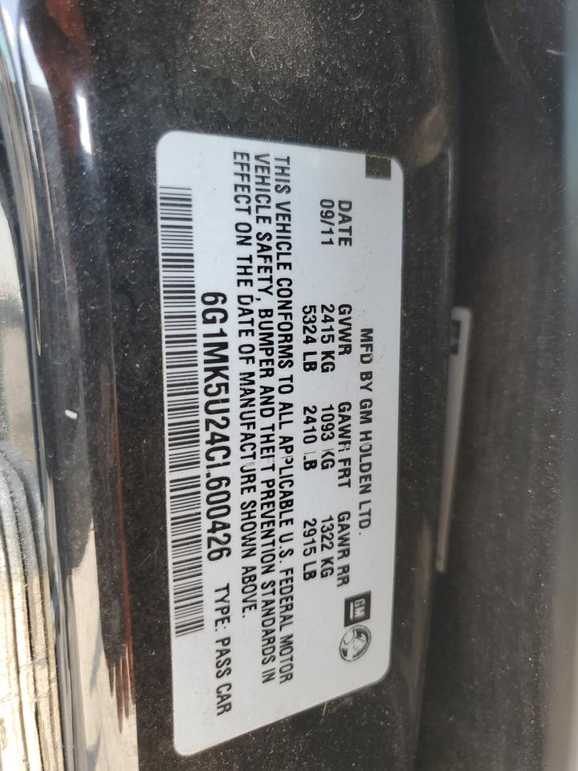 MFD BY GM HOLDEN LTD.
GM
DATE GVWR GAWR FRT GAWR RR
09/11 2415 KG 1093 KG 1322 KG
5324 LB 2410 LB 2915 LB
THIS VEHICLE CONFORMS TO ALL APPLICABLE U.S. FEDERAL MOTOR
VEHICLE SAFETY, BUMPER AND THEFT PREVENTION STANDARDS IN
EFFECT ON THE DATE OF MANUFACTURE SHOWN ABOVE.
6G1MK5U24CL600426 TYPE: PASS CAR